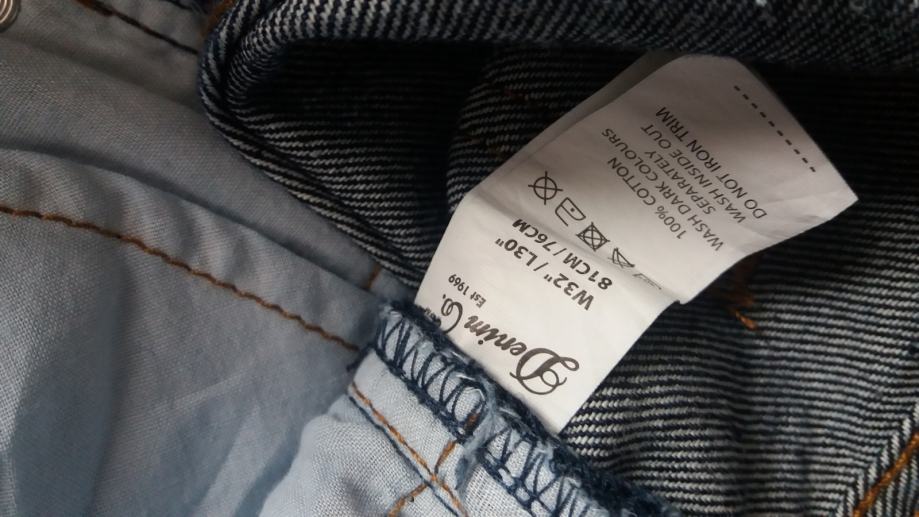 Denim Co.
Est 1969
W32" / L30"
81CM / 76CM
100% COTTON
WASH DARK COLOURS
SEPARATELY
WASH INSIDE OUT
DO NOT IRON TRIM